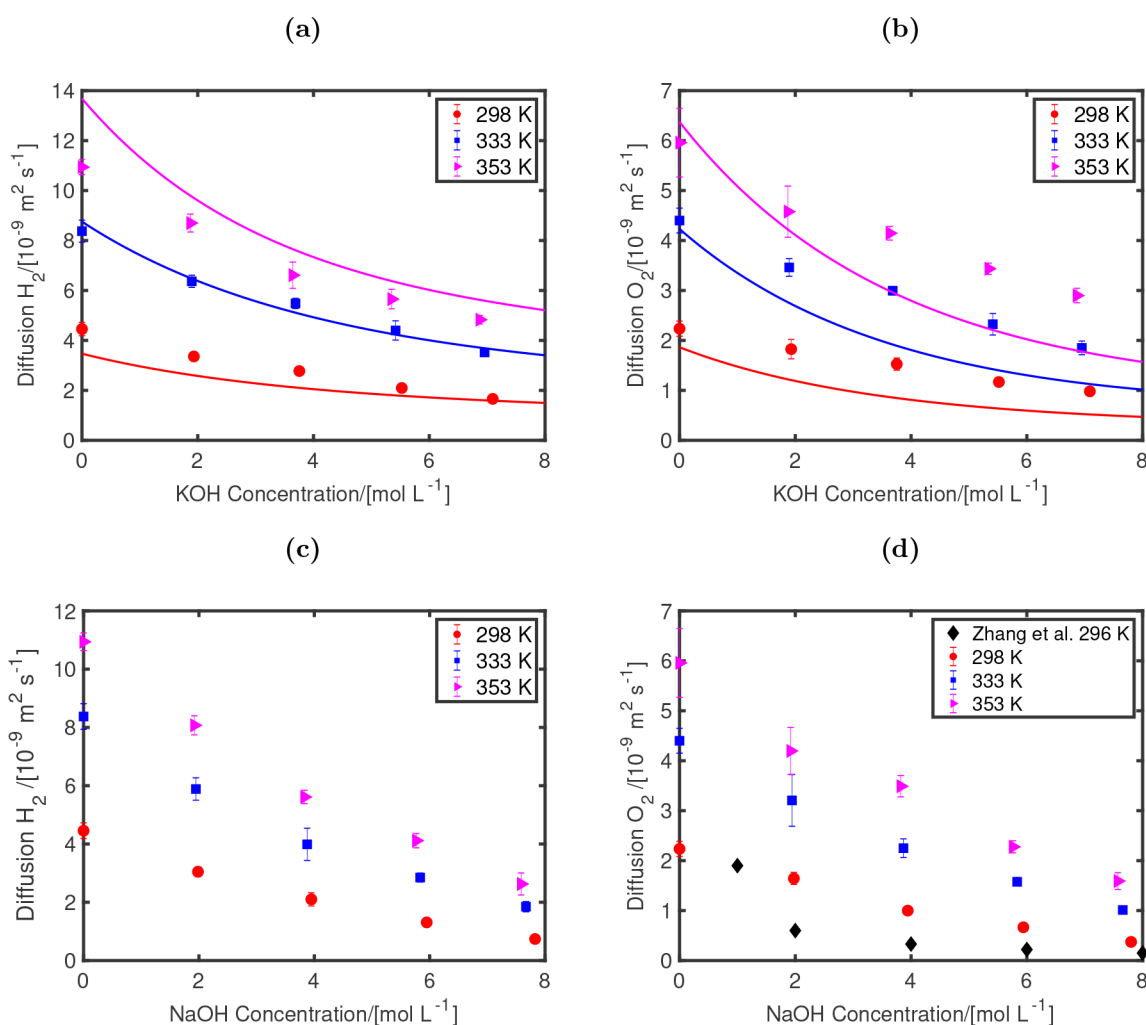 (a)
14
12
10
8
6
4
2
0
0 2 4 6 8
Diffusion H2/[10-9 m2 s-1]
KOH Concentration/[mol L-1]
298 K
333 K
353 K
(b)
7
6
5
4
3
2
1
0
0 2 4 6 8
Diffusion O2/[10-9 m2 s-1]
KOH Concentration/[mol L-1]
298 K
333 K
353 K
(c)
12
10
8
6
4
2
0
0 2 4 6 8
Diffusion H2 /[10-9 m2 s-1]
NaOH Concentration/[mol L-1]
298 K
333 K
353 K
(d)
7
6
5
4
3
2
1
0
0 2 4 6 8
Diffusion O2 /[10-9 m2 s-1]
NaOH Concentration/[mol L-1]
Zhang et al. 296 K
298 K
333 K
353 K